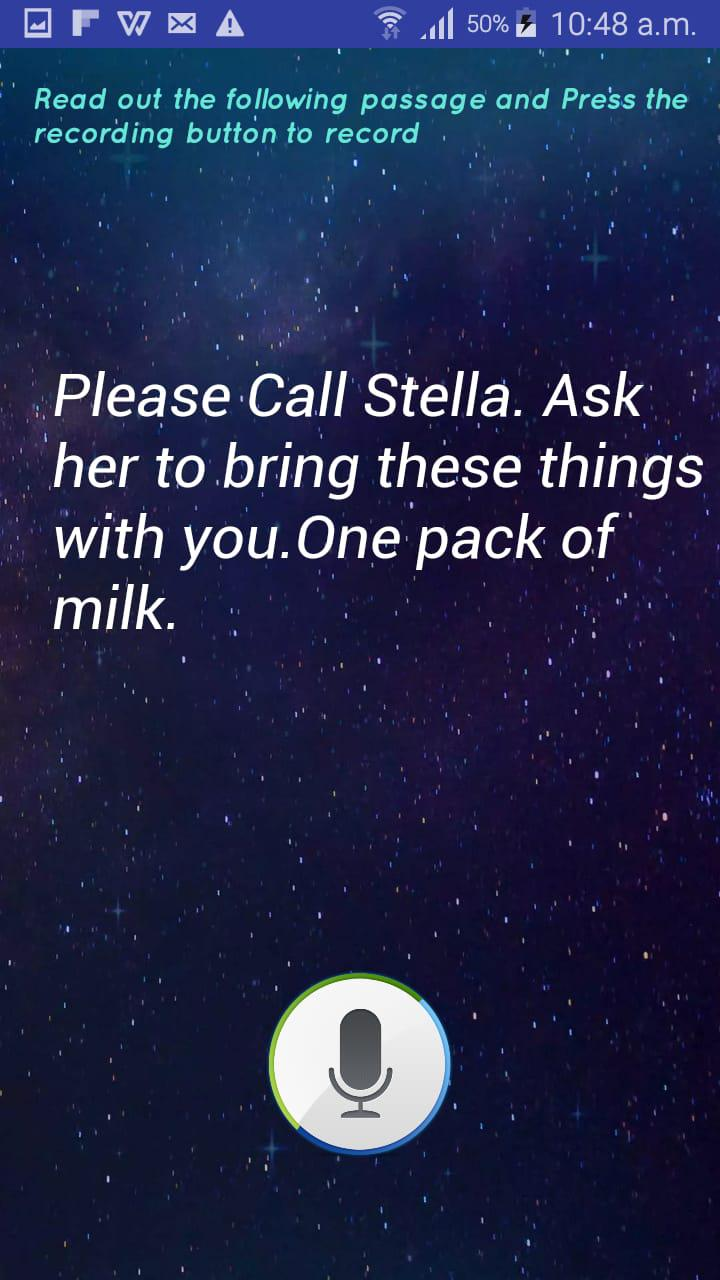 50% 10:48 a.m.
Read out the following passage and Press the
recording button to record
Please Call Stella. Ask
her to bring these things
with you.One pack of
milk.